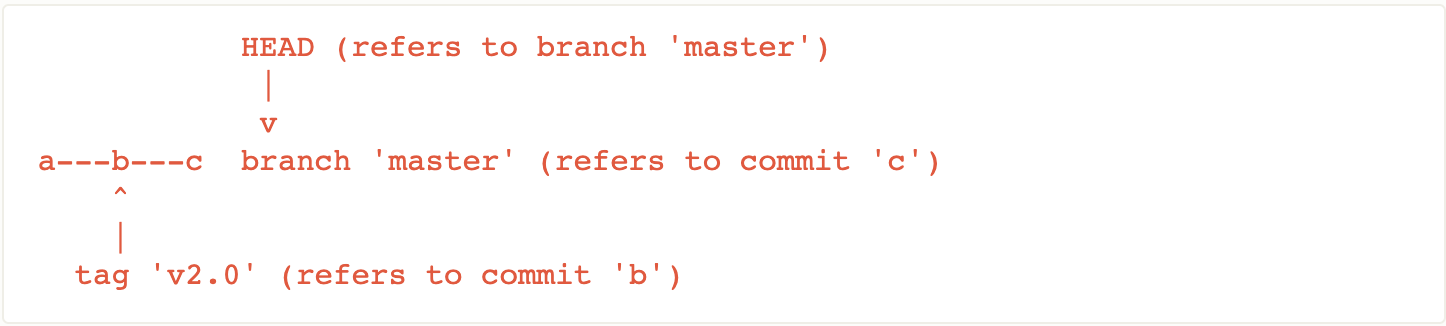 HEAD (refers to branch 'master')
            |
            v
a---b---c  branch 'master' (refers to commit 'c')
    ^
    |
  tag 'v2.0' (refers to commit 'b')